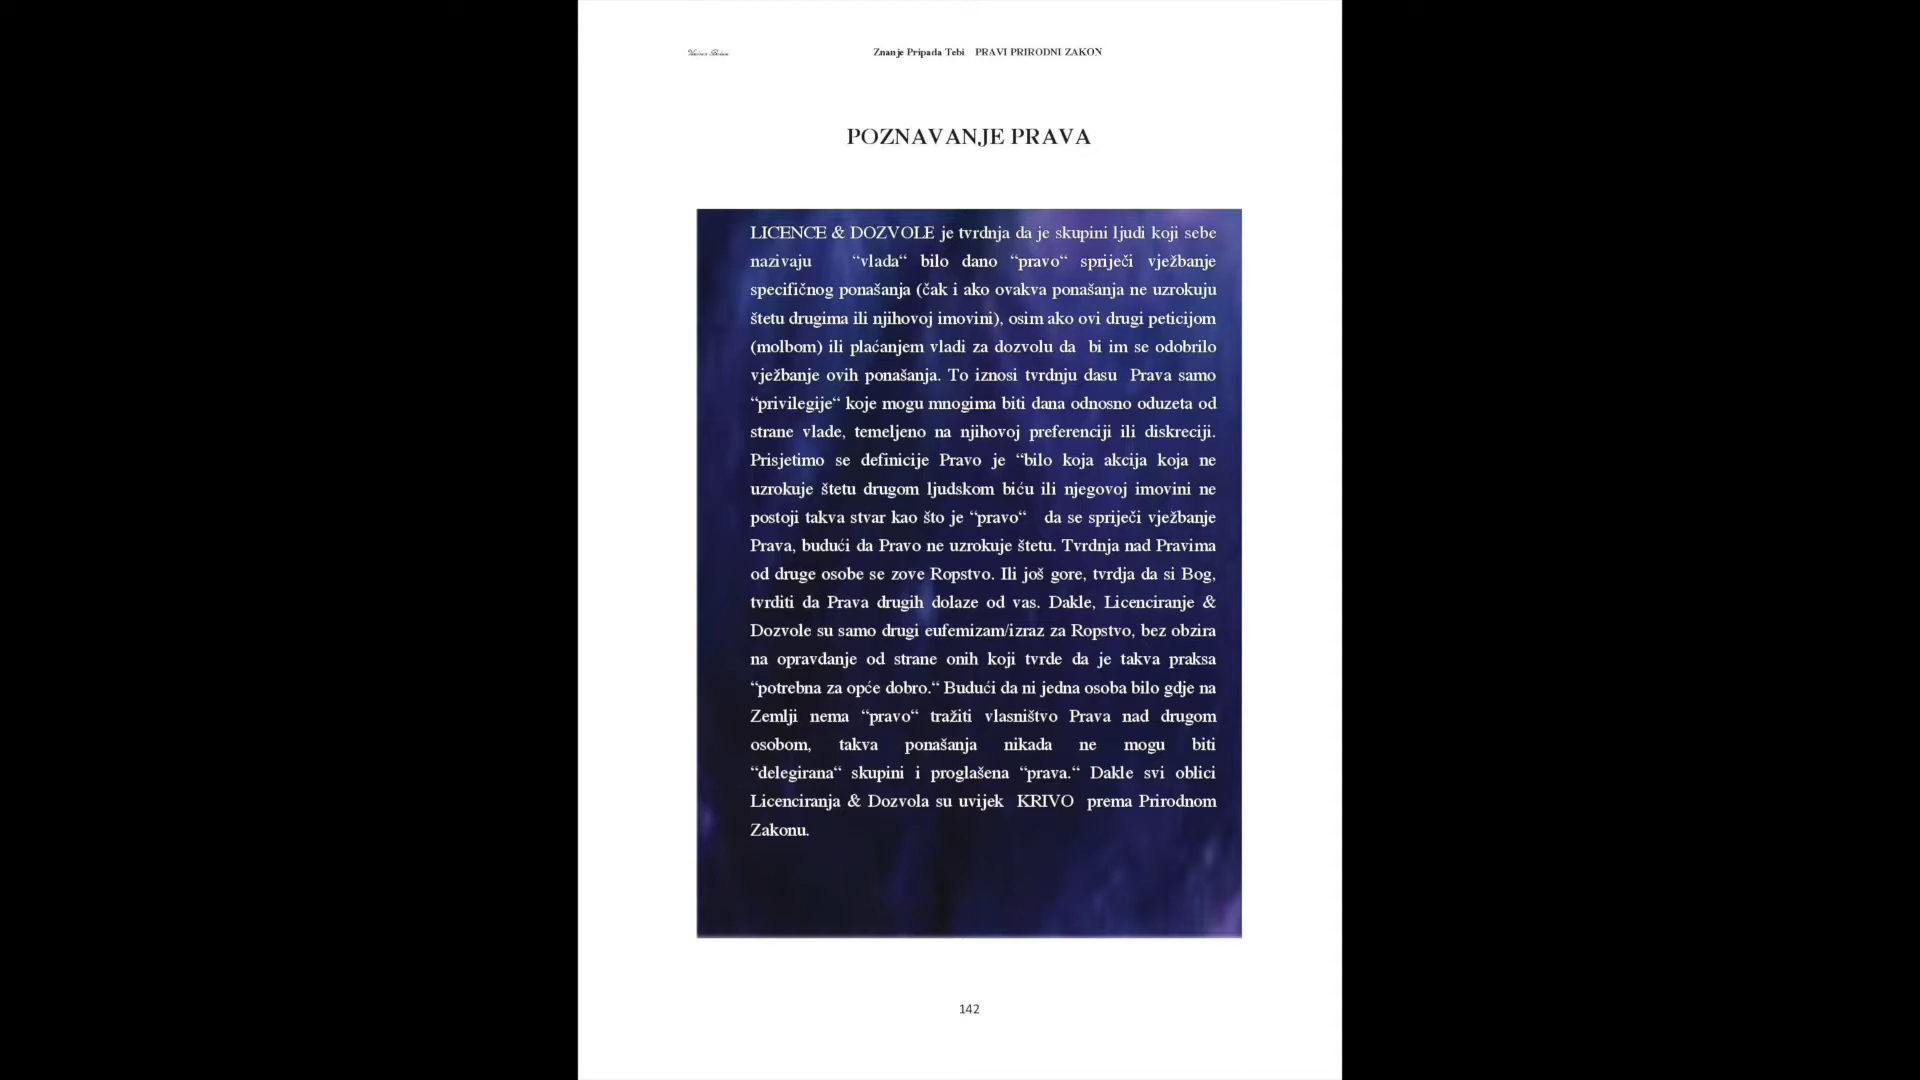 Znanje Pripada Tebi PRAVI PRIRODNI ZAKON
POZNAVANJE PRAVA
LICENCE & DOZVOLE je tvrdnja da je skupini ljudi koji sebe
nazivaju “vlada“ bilo dano “pravo“ spriječi vježbanje
specifičnog ponašanja (čak i ako ovakva ponašanja ne uzrokuju
štetu drugima ili njihovoj imovini), osim ako ovi drugi peticijom
(molbom) ili plaćanjem vladi za dozvolu da bi im se odobrilo
vježbanje ovih ponašanja. To iznosi tvrdnju dasu Prava samo
“privilegije“ koje mogu mnogima biti dana odnosno oduzeta od
strane vlade, temeljeno na njihovoj preferenciji ili diskreciji.
Prisjetimo se definicije Pravo je “bilo koja akcija koja ne
uzrokuje štetu drugom ljudskom biću ili njegovoj imovini ne
postoji takva stvar kao što je “pravo“ da se spriječi vježbanje
Prava, budući da Pravo ne uzrokuje štetu. Tvrdnja nad Pravima
od druge osobe se zove Ropstvo. Ili još gore, tvrdja da si Bog,
tvrditi da Prava drugih dolaze od vas. Dakle, Licenciranje &
Dozvole su samo drugi eufemizam/izraz za Ropstvo, bez obzira
na opravdanje od strane onih koji tvrde da je takva praksa
“potrebna za opće dobro.“ Budući da ni jedna osoba bilo gdje na
Zemlji nema “pravo“ tražiti vlasništvo Prava nad drugom
osobom, takva ponašanja nikada ne mogu biti
“delegirana“ skupini i proglašena “prava.“ Dakle svi oblici
Licenciranja & Dozvola su uvijek KRIVO prema Prirodnom
Zakonu.
142